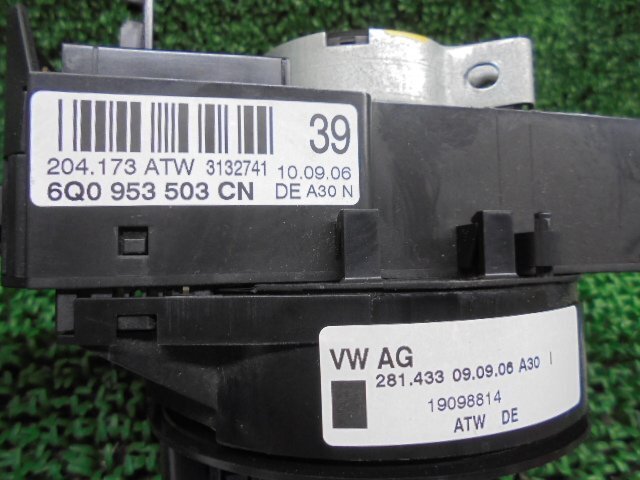 39
204.173 ATW 3132741 10.09.06
6Q0 953 503 CN DE A30 N
VW AG
281.433 09.09.06 A30 I
19098814
ATW DE